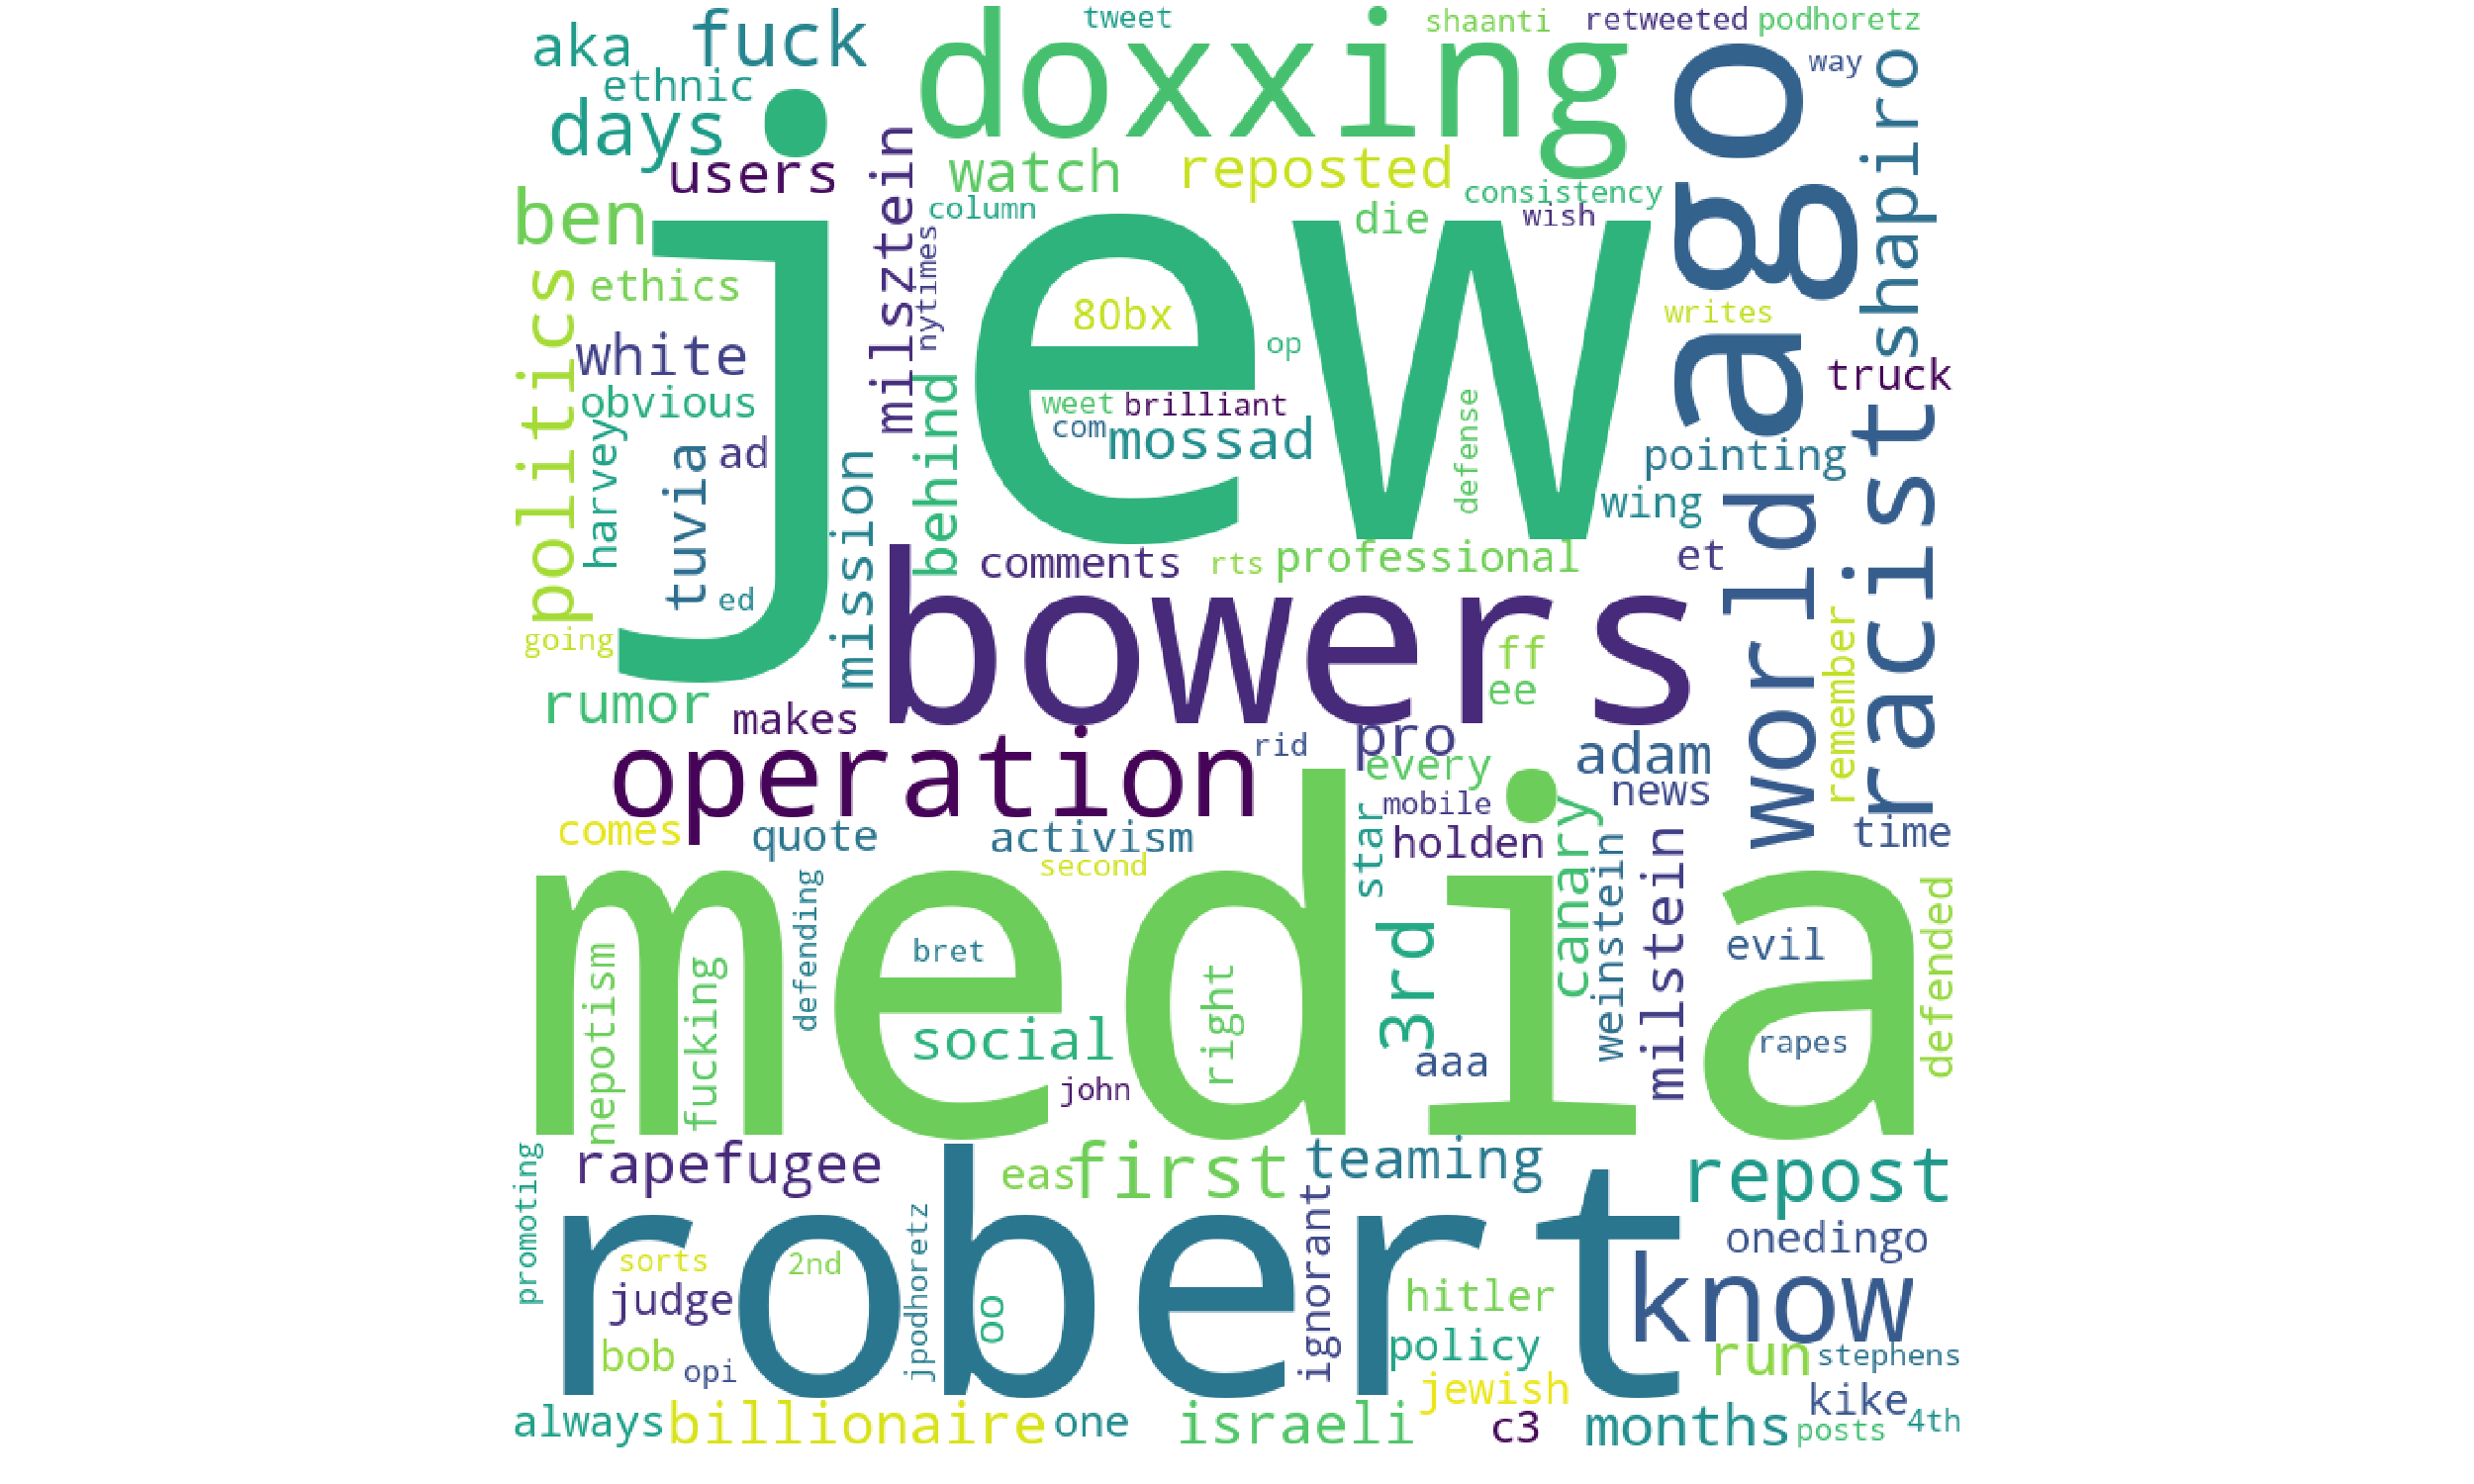 tweet
shaanti
retweeted
podhoretz
aka
fuck
doxxing
ago
way
ethnic
days
shapiro
users
milsztein
watch
reposted
consistency
ben
column
die
wish
jew
nytimes
politics
ethics
80bx
writes
white
op
truck
obvious
behind
weet
brilliant
defense
racist
harvey
com
mossad
tuvia
ad
pointing
mission
wing
world
comments
rts
professional
et
ed
bowers
going
ff
remember
ee
rumor
makes
operation
rid
pro
adam
every
news
mobile
comes
quote
activism
star
holden
canary
time
second
media
defending
weinstein
milstein
defended
bret
3rd
evil
nepotism
fucking
social
right
aaa
rapes
john
rapefugee
eas
first
teaming
repost
promoting
robert
onedingo
sorts
2nd
jpodhoretz
ignorant
know
judge
oo
hitler
bob
opi
policy
run
stephens
jewish
kike
always
billionaire
one
israeli
c3
months
posts
4th